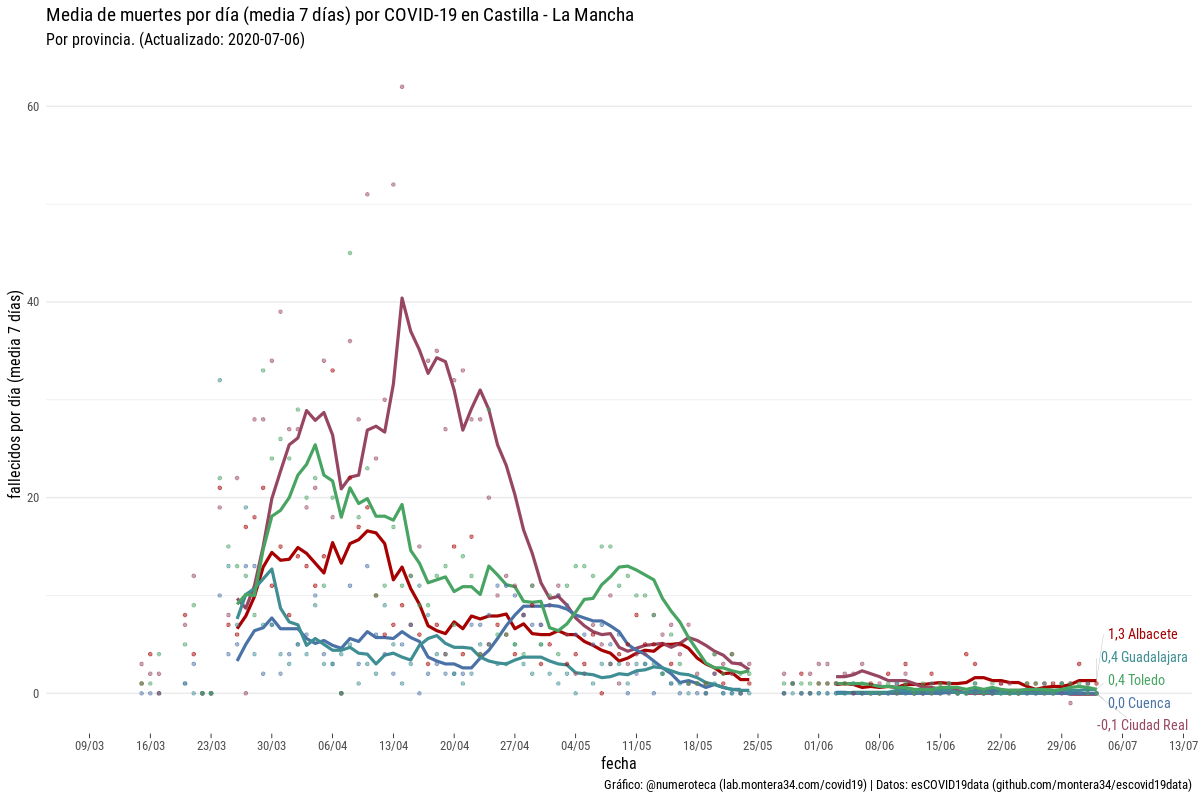 Media de muertes por día (media 7 días) por COVID-19 en Castilla - La Mancha
Por provincia. (Actualizado: 2020-07-06)
fallecidos por día (media 7 días)
60
40
20
0
1,3 Albacete
0,4 Guadalajara
0,4 Toledo
0,0 Cuenca
-0,1 Ciudad Real
09/03 16/03 23/03 30/03 06/04 13/04 20/04 27/04 04/05 11/05 18/05 25/05 01/06 08/06 15/06 22/06 29/06 06/07 13/07
fecha
Gráfico: @numeroteca (lab.montera34.com/covid19) | Datos: esCOVID19data (github.com/montera34/escovid19data)